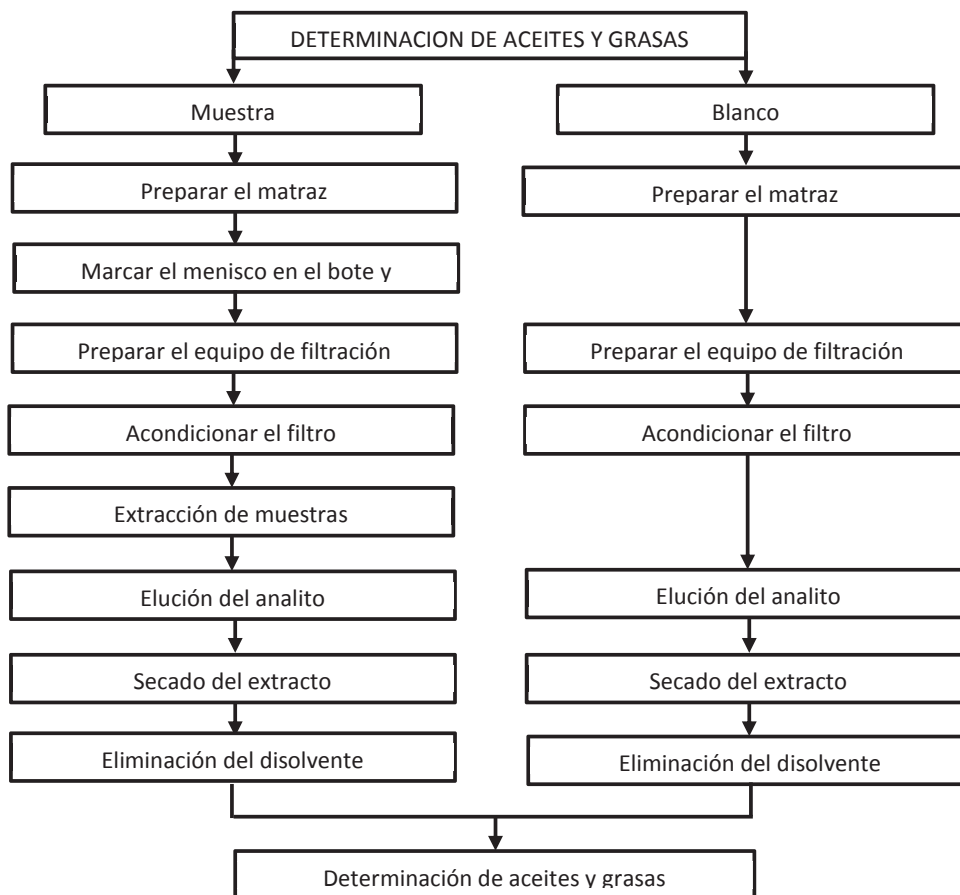 DETERMINACION DE ACEITES Y GRASAS
Muestra
Blanco
Preparar el matraz
Preparar el matraz
Marcar el menisco en el bote y
Preparar el equipo de filtración
Preparar el equipo de filtración
Acondicionar el filtro
Acondicionar el filtro
Extracción de muestras
Elución del analito
Elución del analito
Secado del extracto
Secado del extracto
Eliminación del disolvente
Eliminación del disolvente
Determinación de aceites y grasas